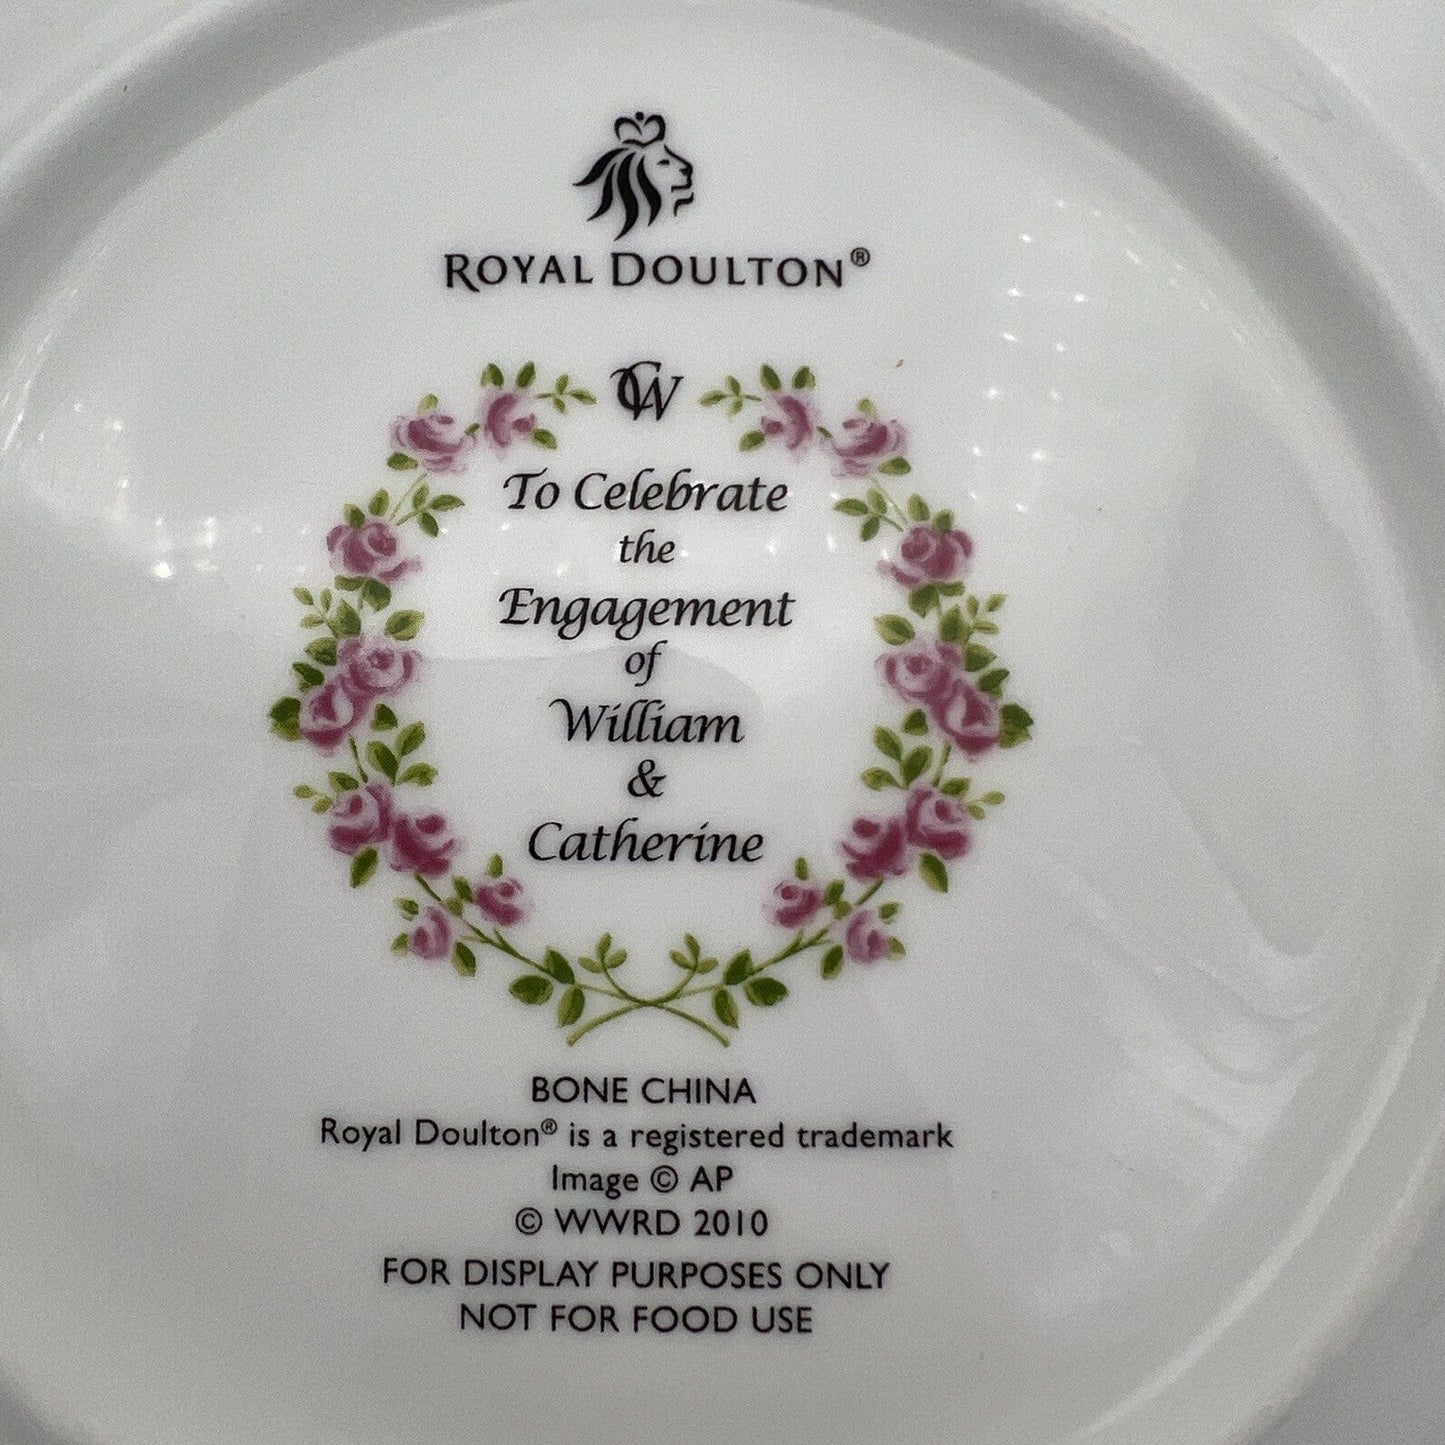 ROYAL DOULTON®
CW
To Celebrate
the
Engagement
of
William
&
Catherine
BONE CHINA
Royal Doulton® is a registered trademark
Image © AP
© WWRD 2010
FOR DISPLAY PURPOSES ONLY
NOT FOR FOOD USE